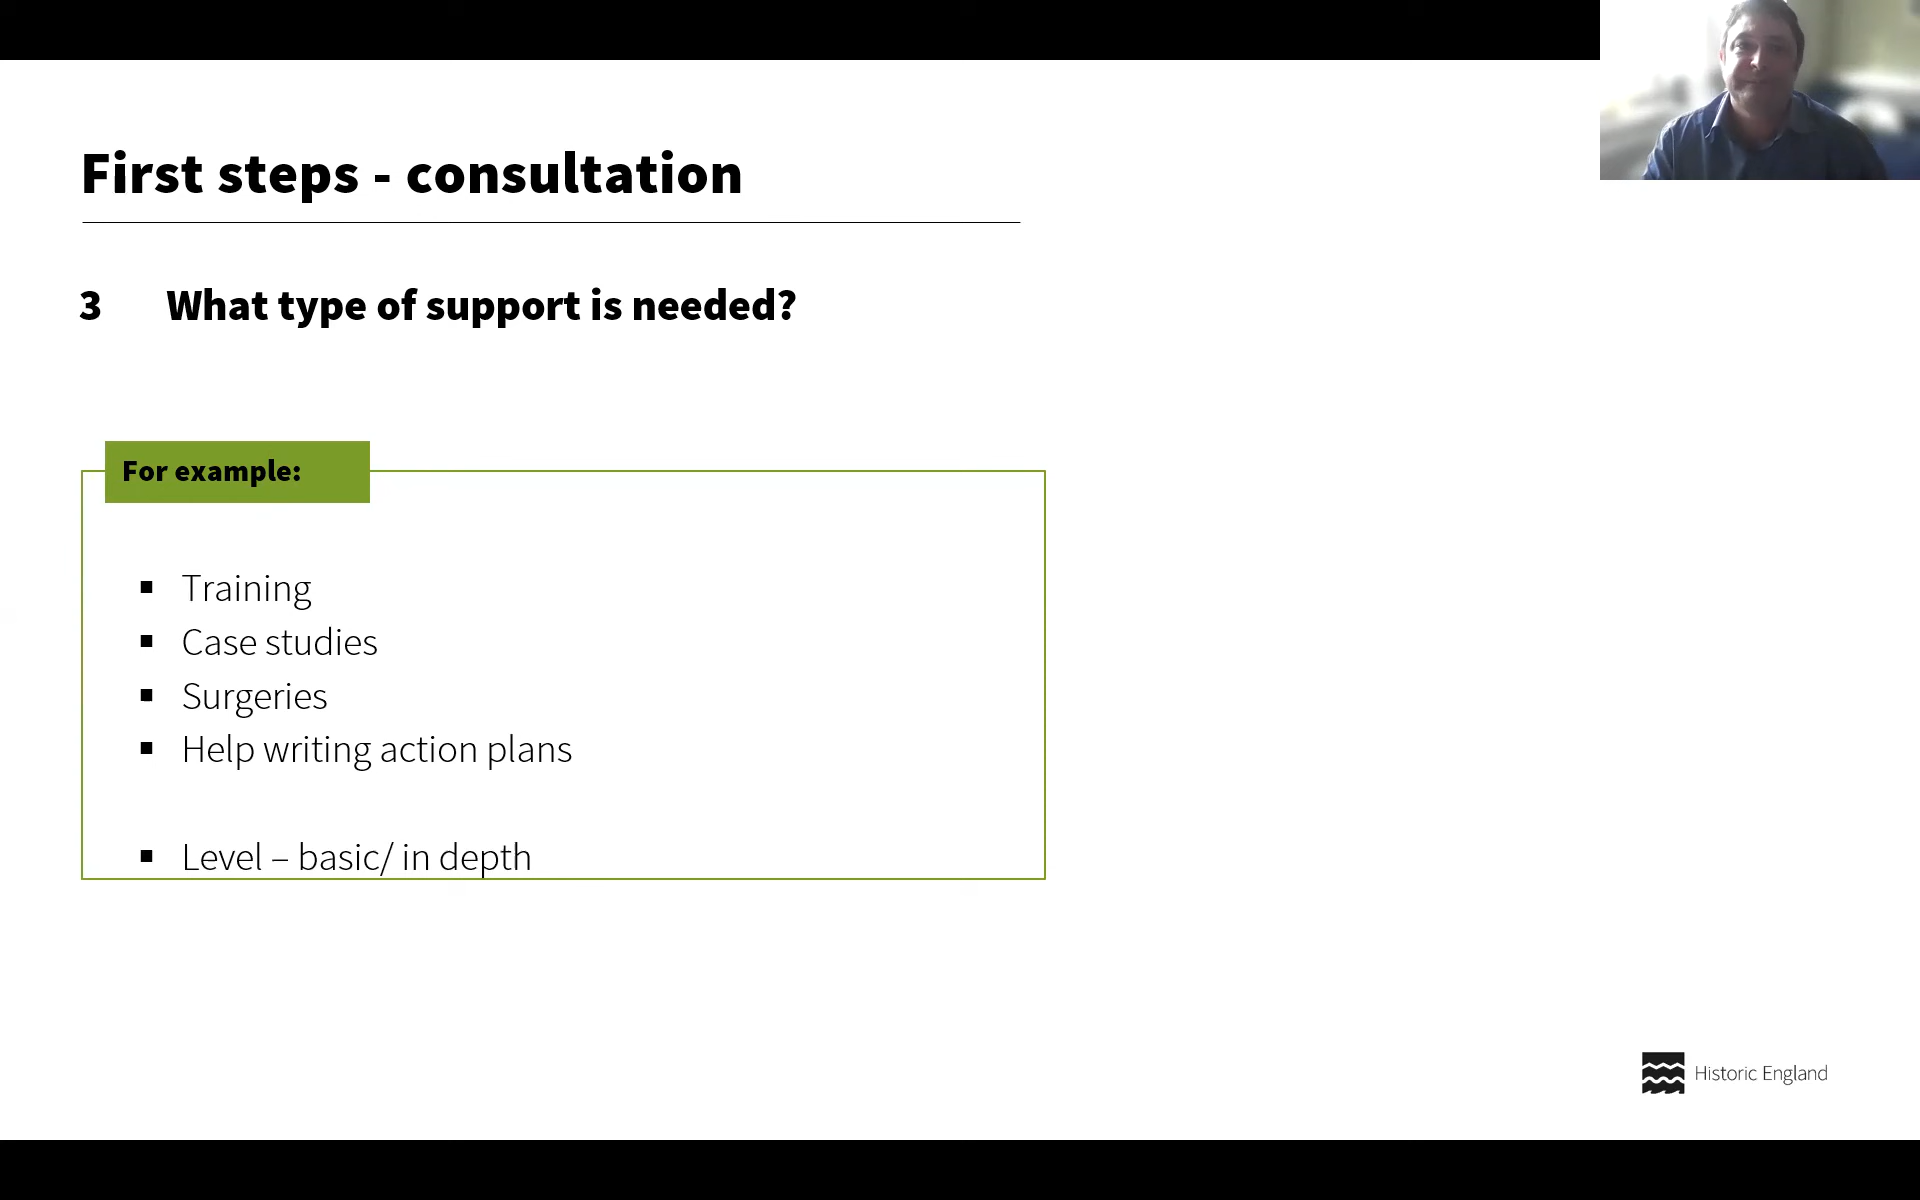 First steps - consultation
3 What type of support is needed?
For example:
▪ Training
▪ Case studies
▪ Surgeries
▪ Help writing action plans
▪ Level – basic/ in depth
Historic England